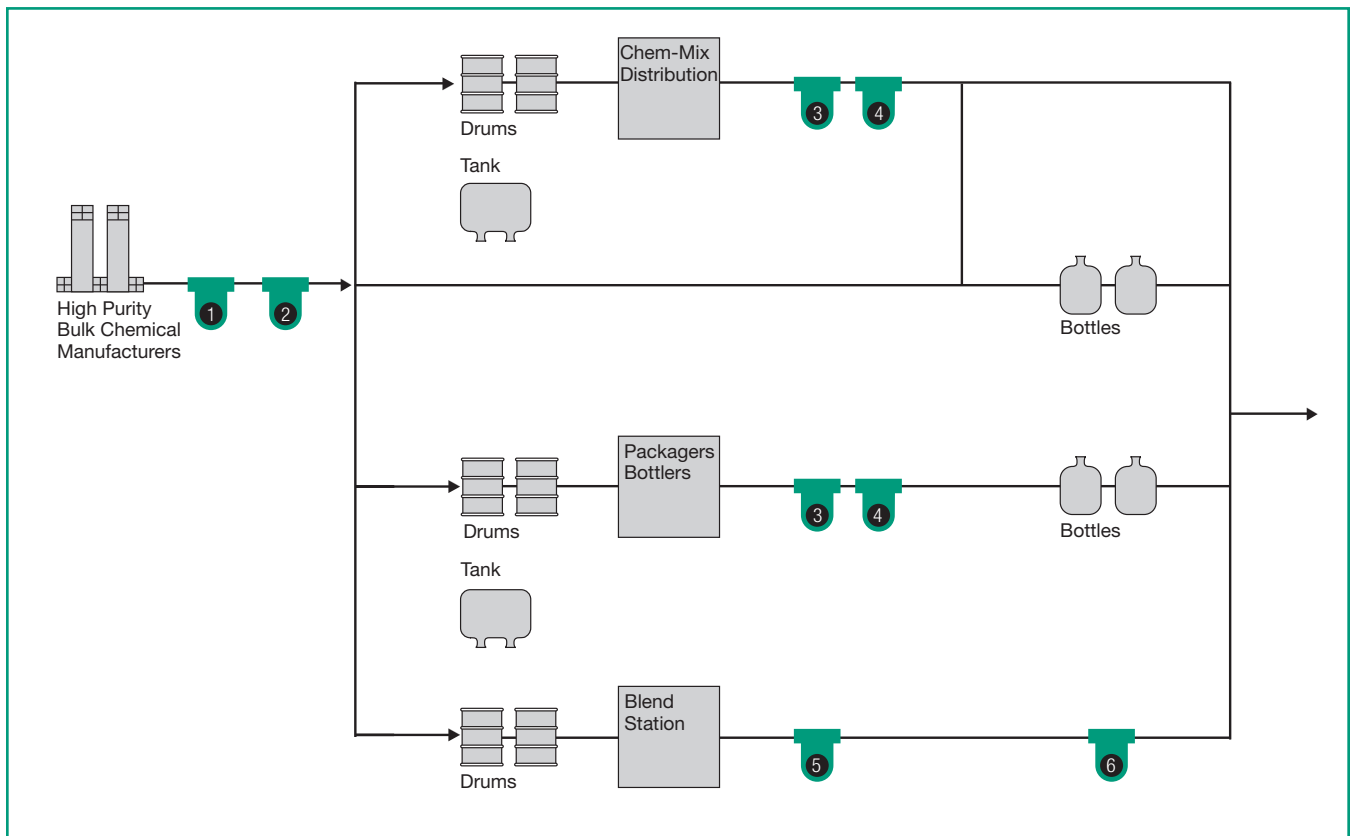 Chem-Mix
Distribution
3
4
Drums
Tank
High Purity
Bulk Chemical
Manufacturers
1
2
Bottles
Packagers
Bottlers
3
4
Drums
Bottles
Tank
Blend
Station
5
6
Drums